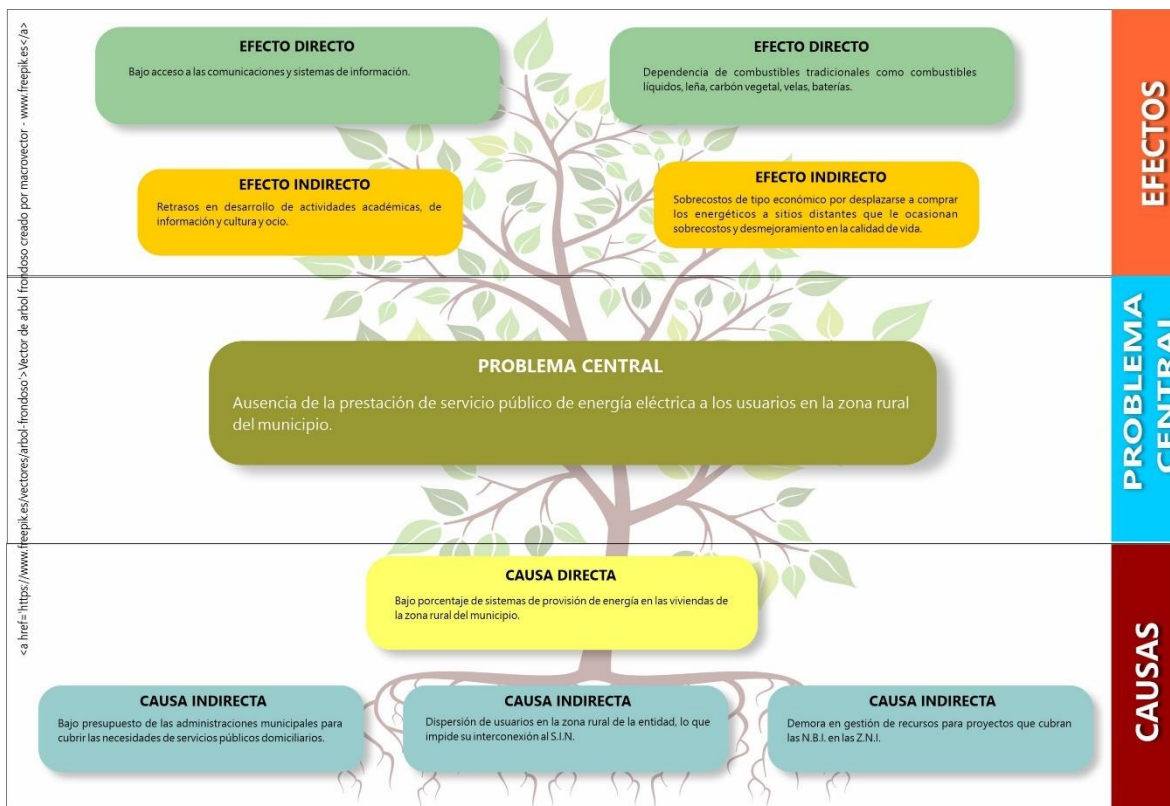 EFECTO DIRECTO
Bajo acceso a las comunicaciones y sistemas de información.
EFECTO DIRECTO
Dependencia de combustibles tradicionales como combustibles
líquidos, leña, carbón vegetal, velas, baterías.
EFECTO INDIRECTO
Retrasos en desarrollo de actividades académicas, de
información y cultura y ocio.
EFECTO INDIRECTO
Sobrecostos de tipo económico por desplazarse a comprar
los energéticos a sitios distantes que le ocasionan
sobrecostos y desmejoramiento en la calidad de vida.
EFECTOS
PROBLEMA CENTRAL
Ausencia de la prestación de servicio público de energía eléctrica a los usuarios en la zona rural
del municipio.
PROBLEMA
CENTRAL
CAUSA DIRECTA
Bajo porcentaje de sistemas de provisión de energía en las viviendas de
la zona rural del municipio.
CAUSA INDIRECTA
Bajo presupuesto de las administraciones municipales para
cubrir las necesidades de servicios públicos domiciliarios.
CAUSA INDIRECTA
Dispersión de usuarios en la zona rural de la entidad, lo que
impide su interconexión al S.I.N.
CAUSA INDIRECTA
Demora en gestión de recursos para proyectos que cubran
las N.B.I. en las Z.N.I.
CAUSAS
<a href='https://www.freepik.es/vectores/arbol-frondoso'>Vector de arbol frondoso creado por macrovector - www.freepik.es</a>